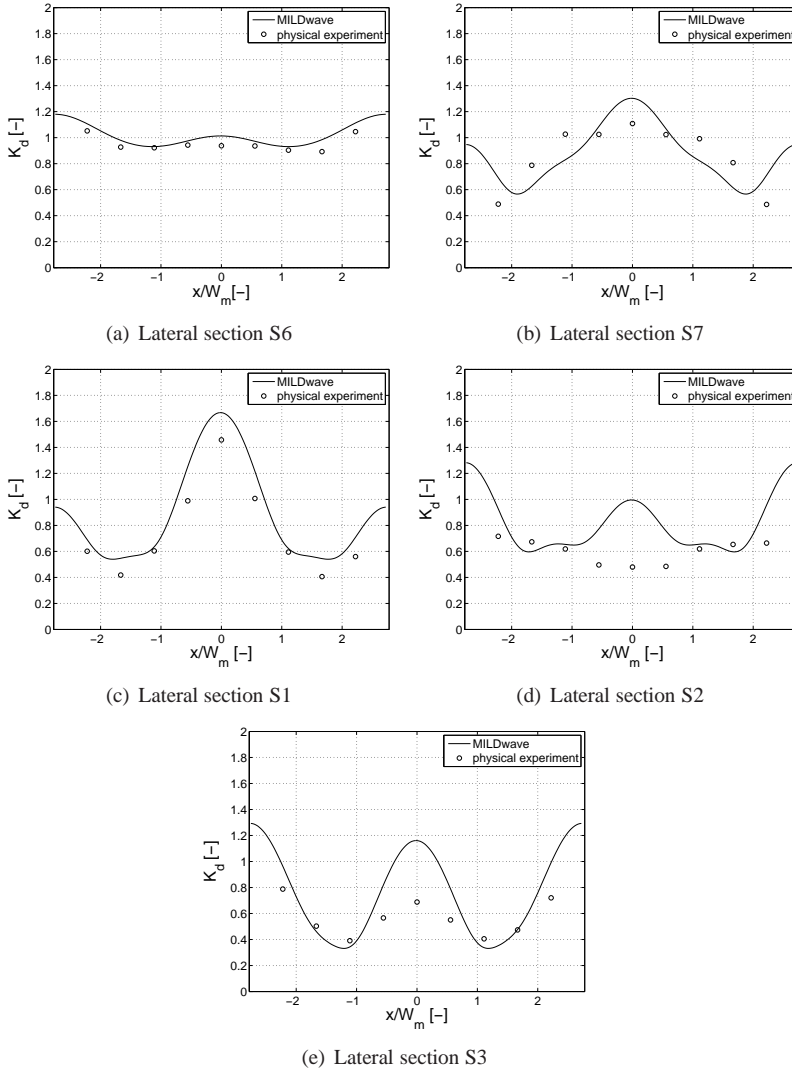 2
1.8
1.6
1.4
1.2
1
0.8
0.6
0.4
0.2
0
K_d [−]
−2 −1 0 1 2
x/W_m[−]
MILDwave
physical experiment
(a) Lateral section S6
2
1.8
1.6
1.4
1.2
1
0.8
0.6
0.4
0.2
0
K_d [−]
−2 −1 0 1 2
x/W_m[−]
MILDwave
physical experiment
(b) Lateral section S7
2
1.8
1.6
1.4
1.2
1
0.8
0.6
0.4
0.2
0
K_d [−]
−2 −1 0 1 2
x/W_m [−]
MILDwave
physical experiment
(c) Lateral section S1
2
1.8
1.6
1.4
1.2
1
0.8
0.6
0.4
0.2
0
K_d [−]
−2 −1 0 1 2
x/W_m [−]
MILDwave
physical experiment
(d) Lateral section S2
2
1.8
1.6
1.4
1.2
1
0.8
0.6
0.4
0.2
0
K_d [−]
−2 −1 0 1 2
x/W_m [−]
MILDwave
physical experiment
(e) Lateral section S3